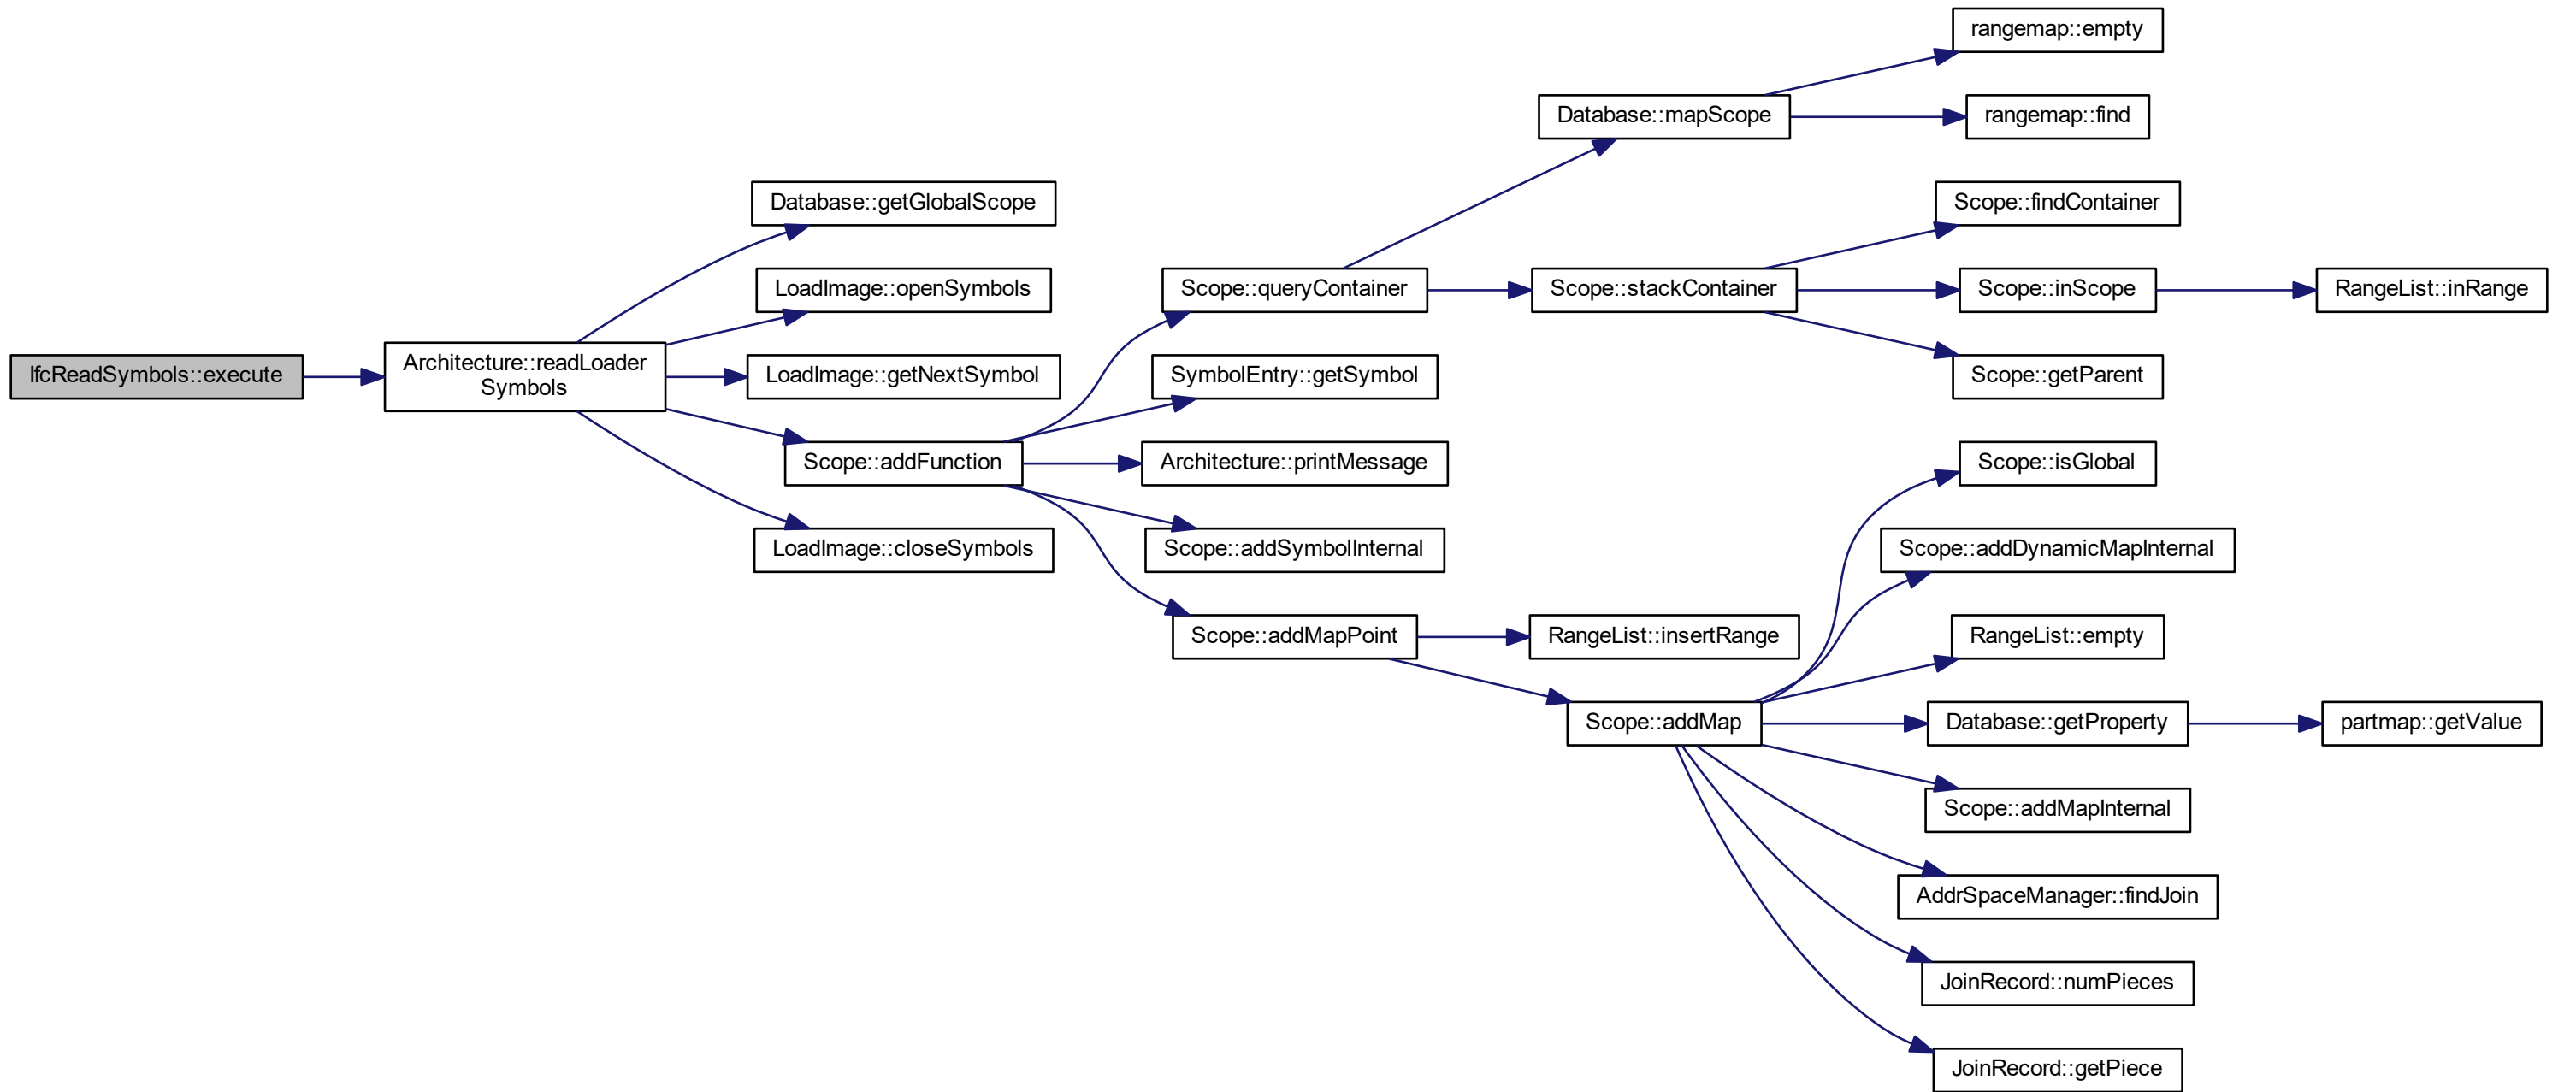 IfcReadSymbols::execute
Architecture::readLoader
Symbols
Database::getGlobalScope
LoadImage::openSymbols
LoadImage::getNextSymbol
Scope::addFunction
LoadImage::closeSymbols
Scope::queryContainer
SymbolEntry::getSymbol
Architecture::printMessage
Scope::addSymbolInternal
Scope::addMapPoint
Database::mapScope
Scope::stackContainer
RangeList::insertRange
Scope::addMap
rangemap::empty
rangemap::find
Scope::findContainer
Scope::inScope
Scope::getParent
Scope::isGlobal
Scope::addDynamicMapInternal
RangeList::empty
Database::getProperty
Scope::addMapInternal
AddrSpaceManager::findJoin
JoinRecord::numPieces
JoinRecord::getPiece
RangeList::inRange
partmap::getValue